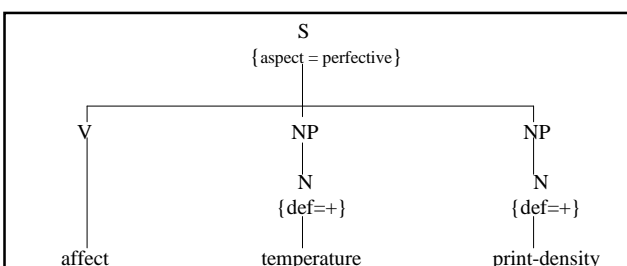 S
{aspect = perfective}
V NP NP
N N
{def=+} {def=+}
affect temperature print-density